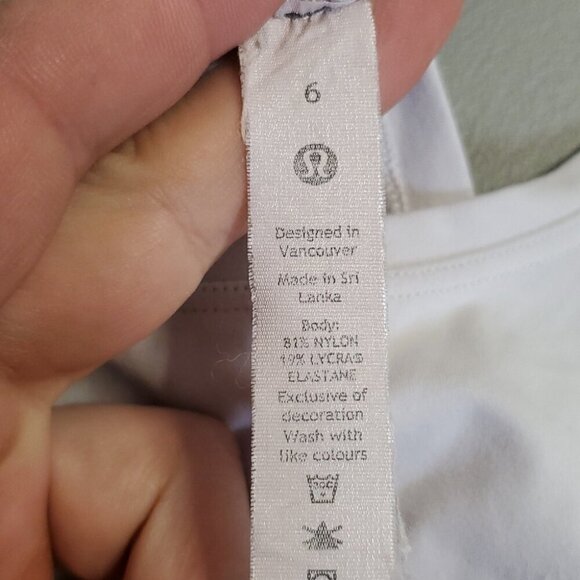 6
Designed in
Vancouver
Made in Sri
Lanka
Body:
81% NYLON
19% LYCRA®
ELASTANE
Exclusive of
decoration
Wash with
like colours